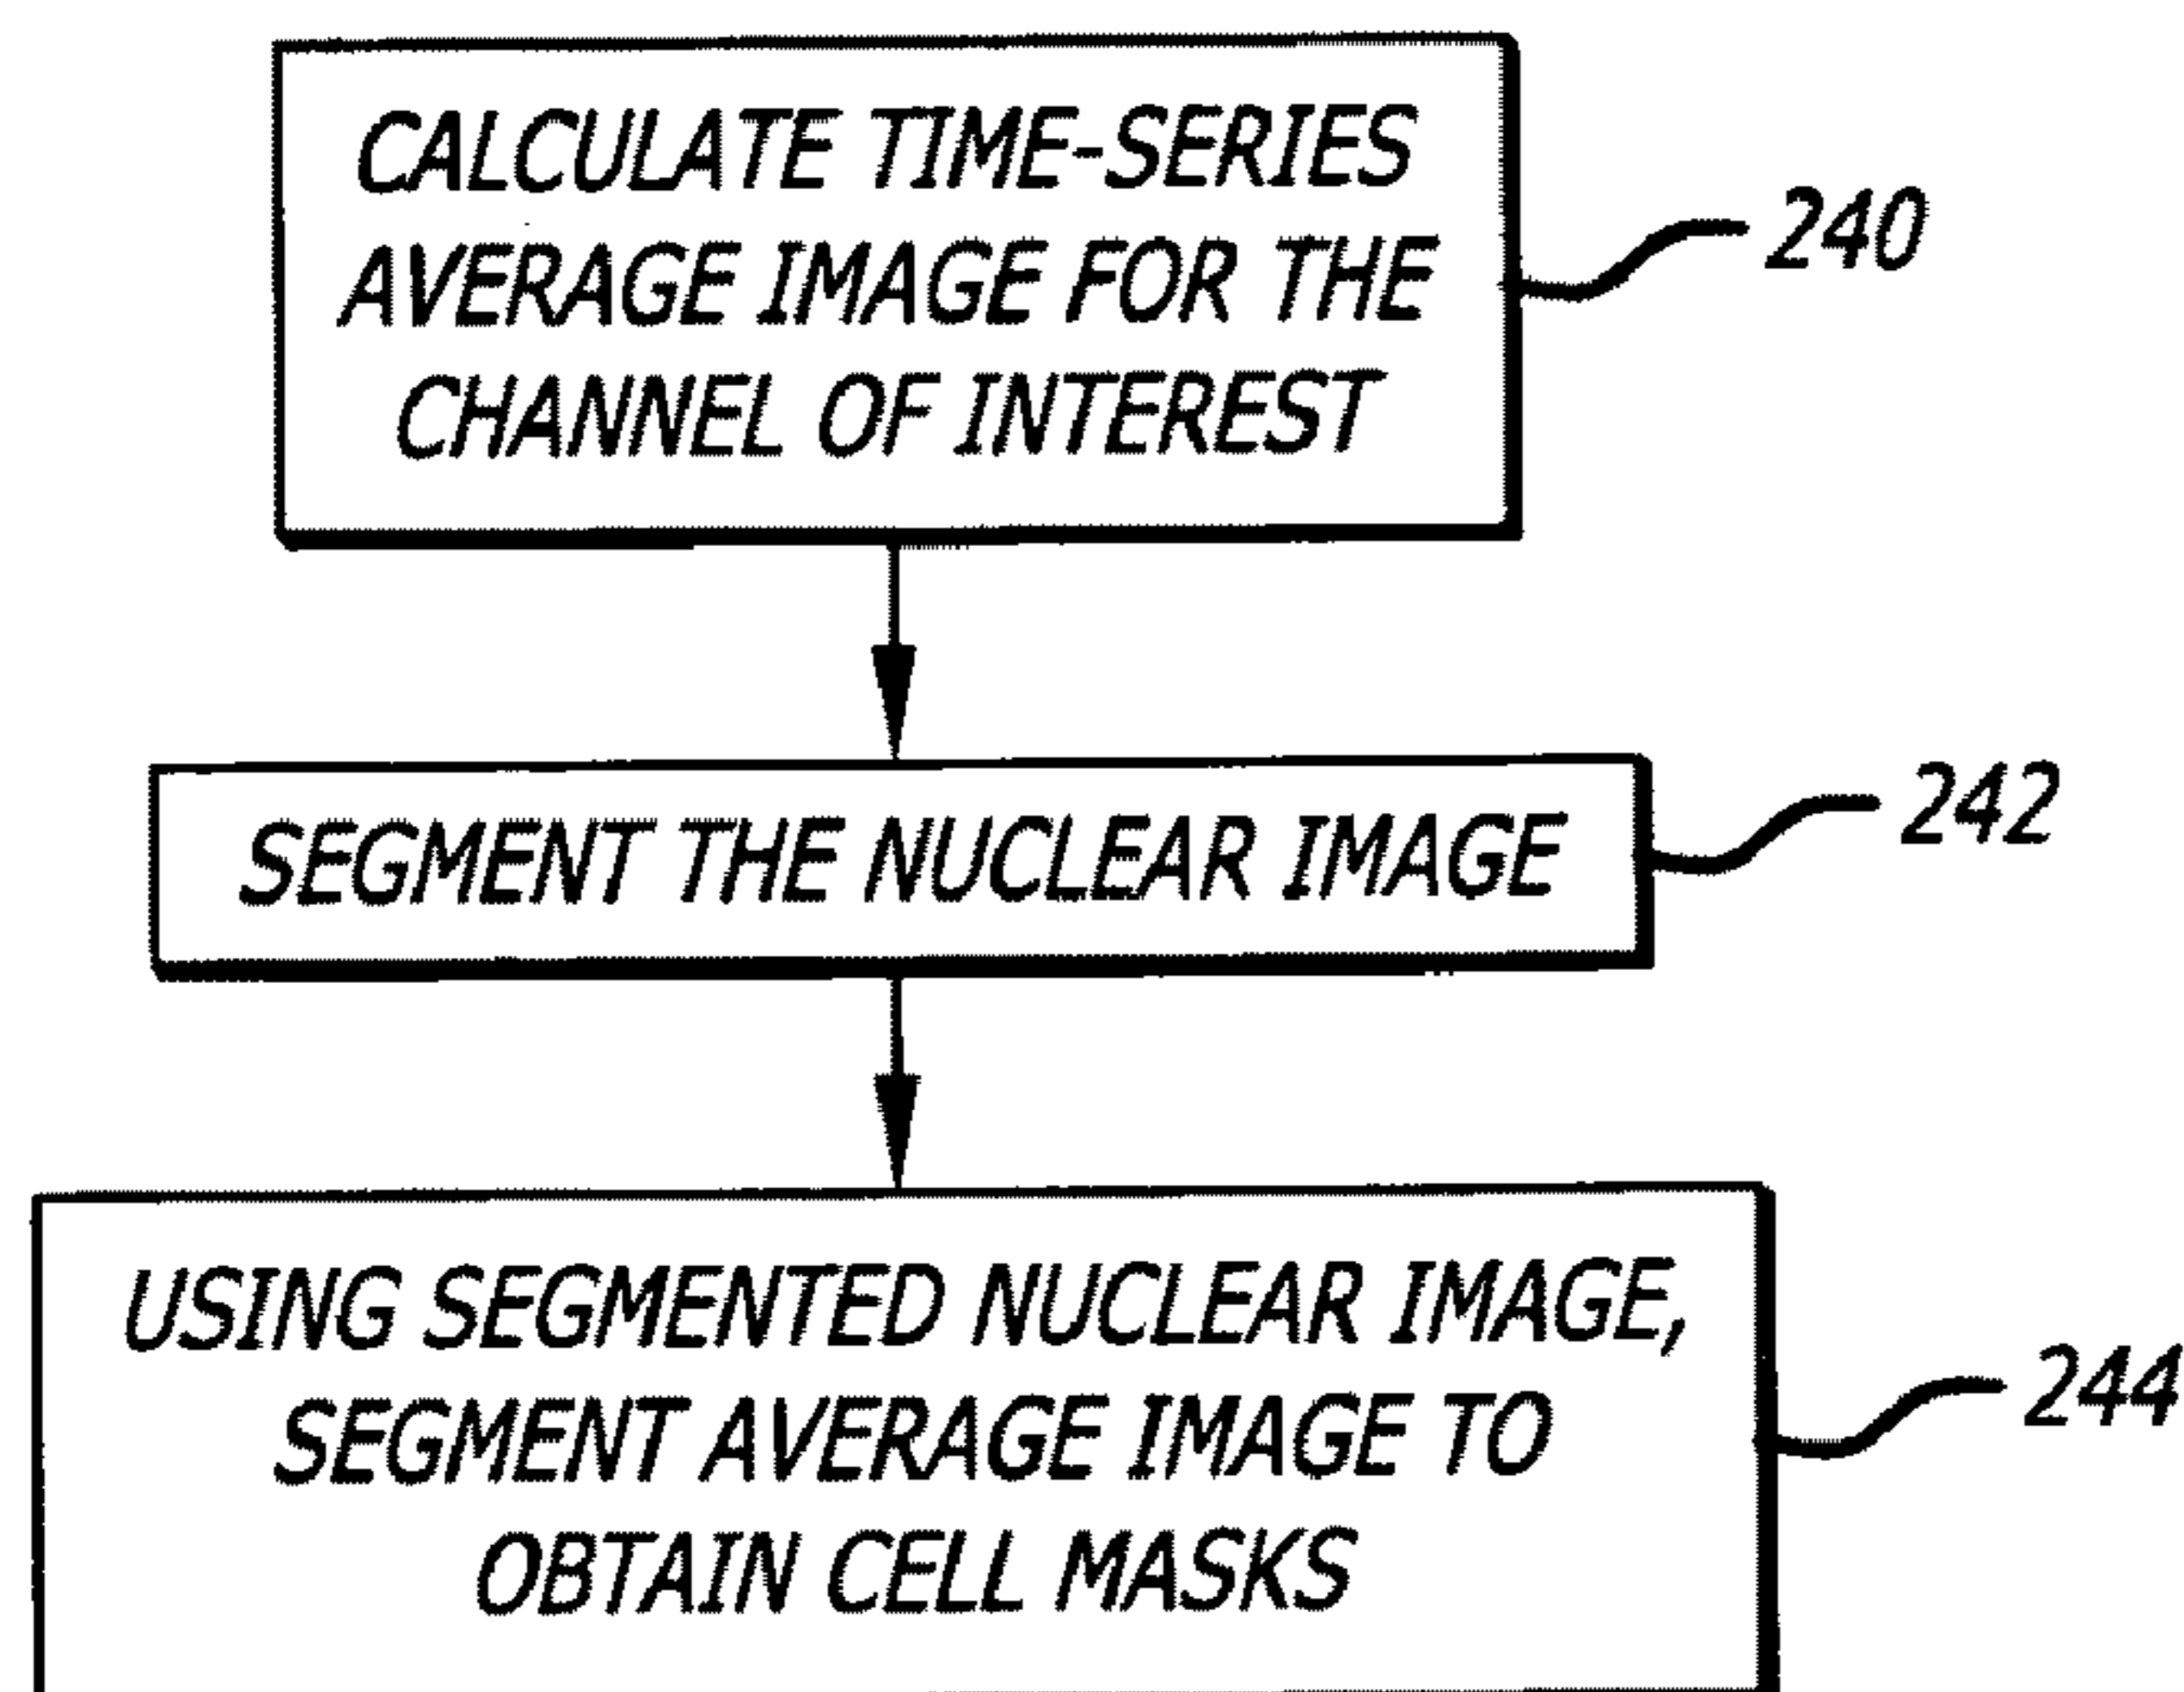 CALCULATE TIME-SERIES
AVERAGE IMAGE FOR THE
CHANNEL OF INTEREST
240
SEGMENT THE NUCLEAR IMAGE
242
USING SEGMENTED NUCLEAR IMAGE,
SEGMENT AVERAGE IMAGE TO
OBTAIN CELL MASKS
244